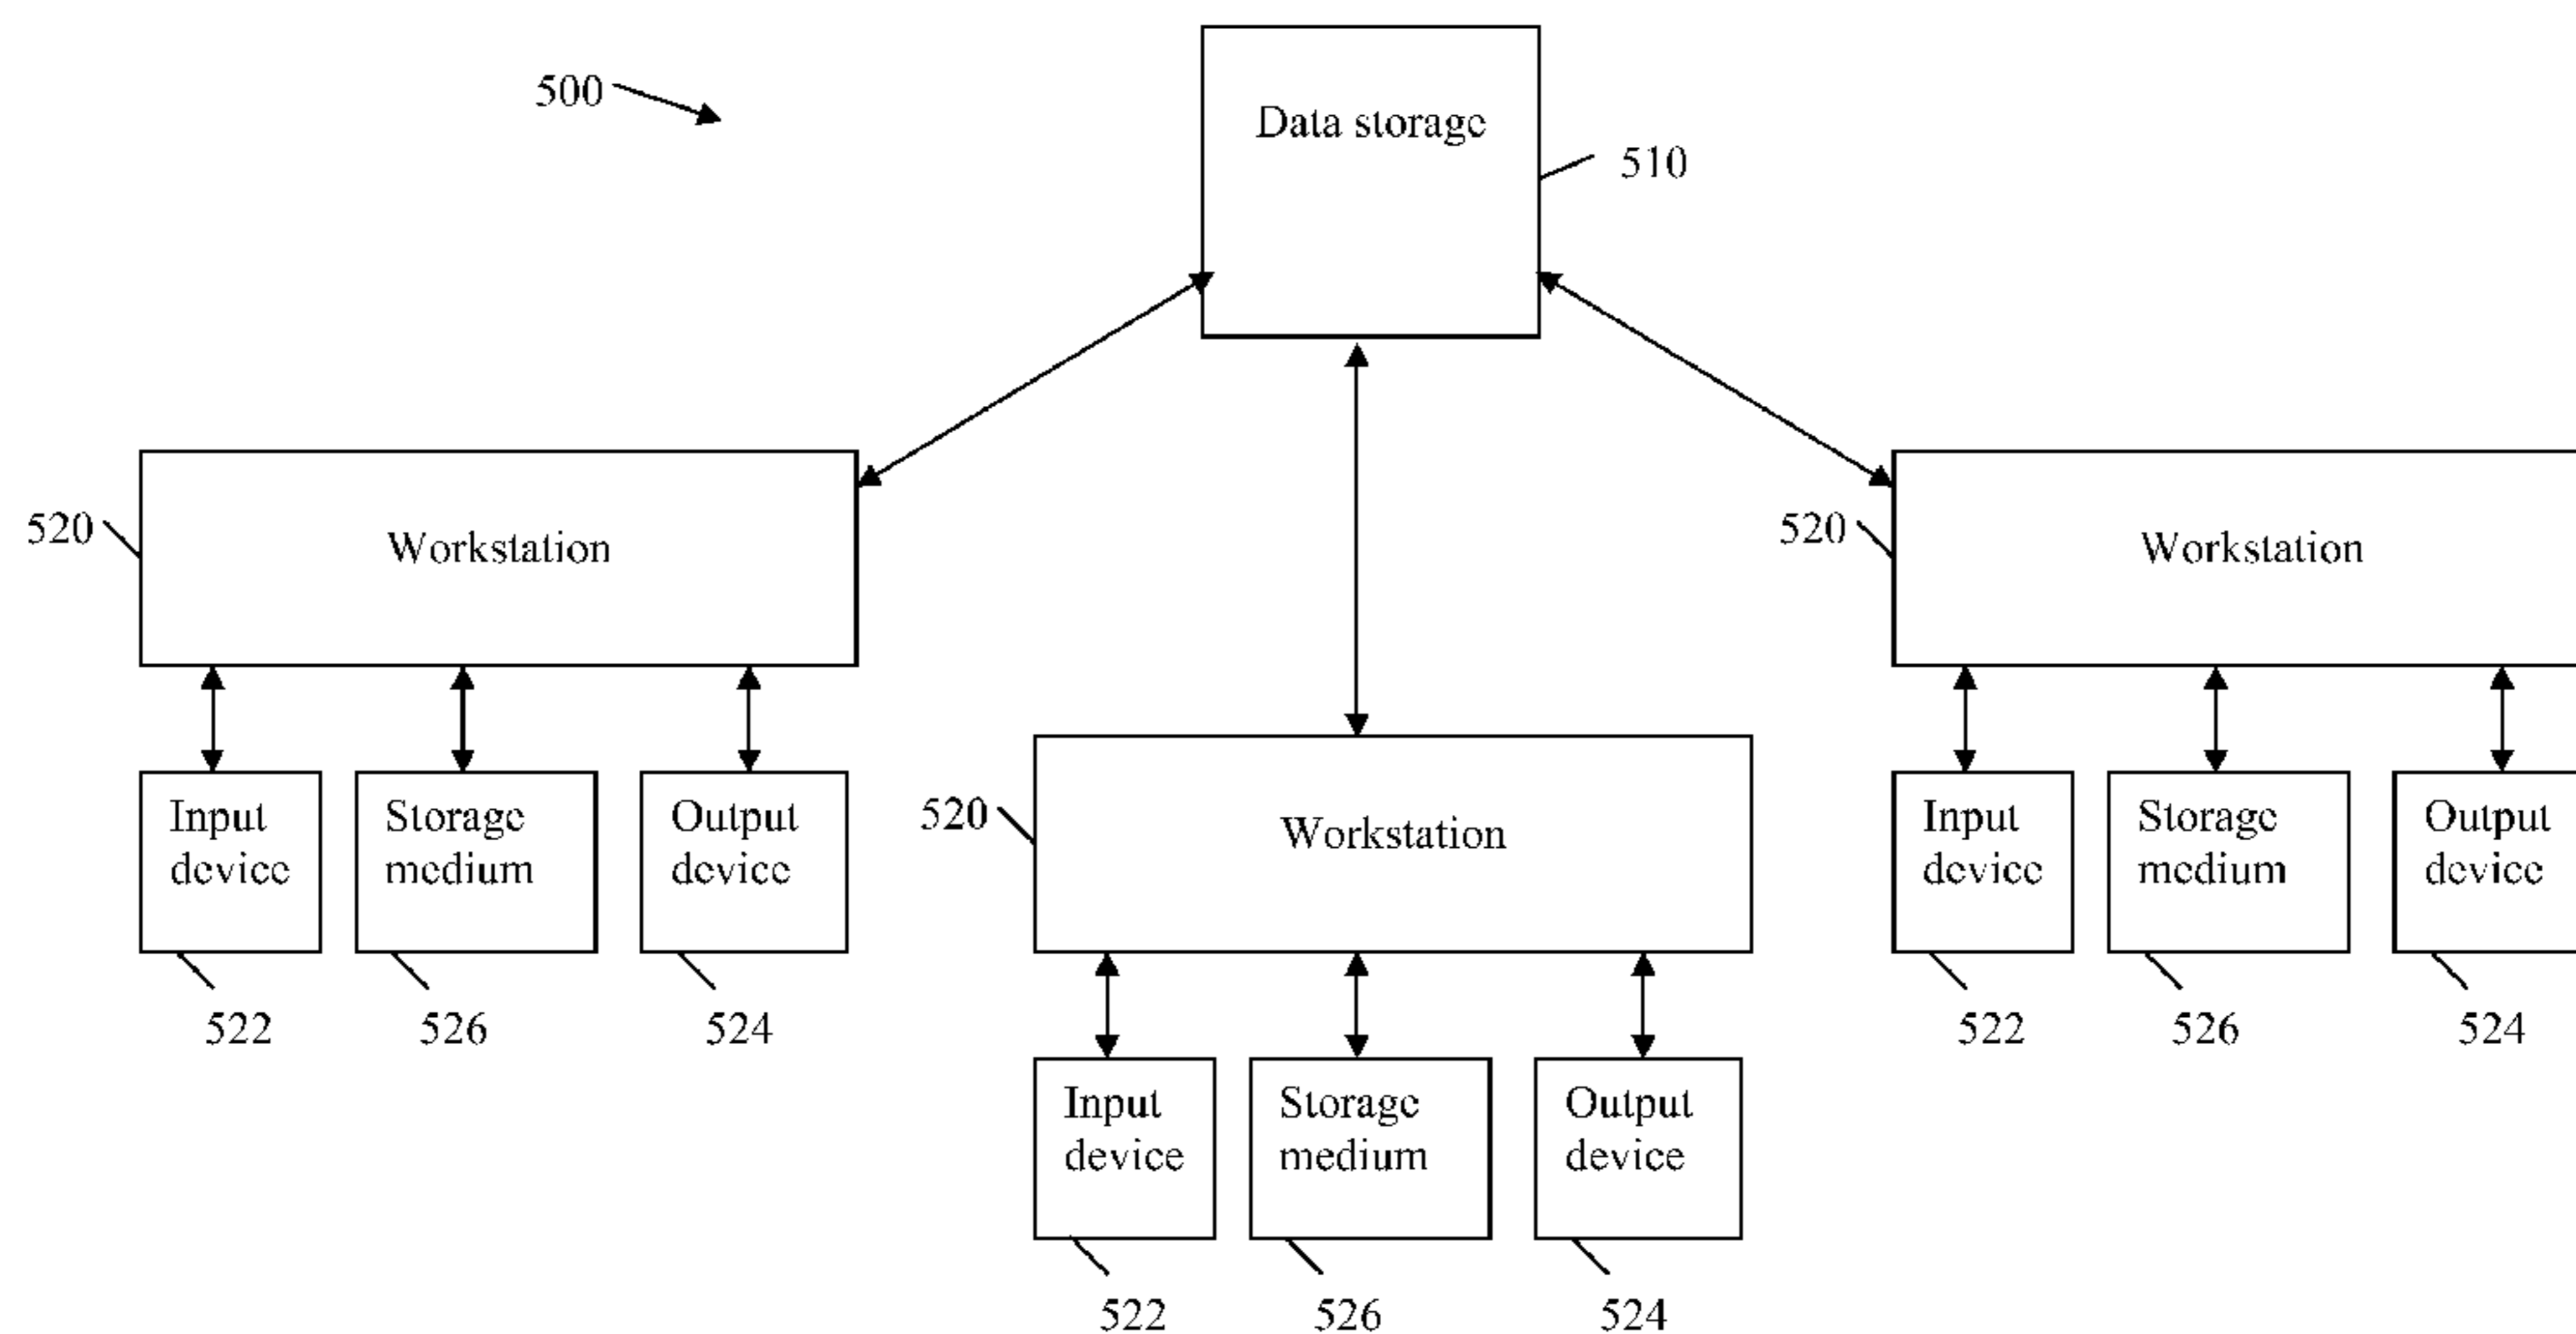 500
Data storage
510
520
Workstation
520
Workstation
Input
device
Storage
medium
Output
device
522
526
524
520
Workstation
Input
device
Storage
medium
Output
device
522
526
524
Input
device
Storage
medium
Output
device
522
526
524